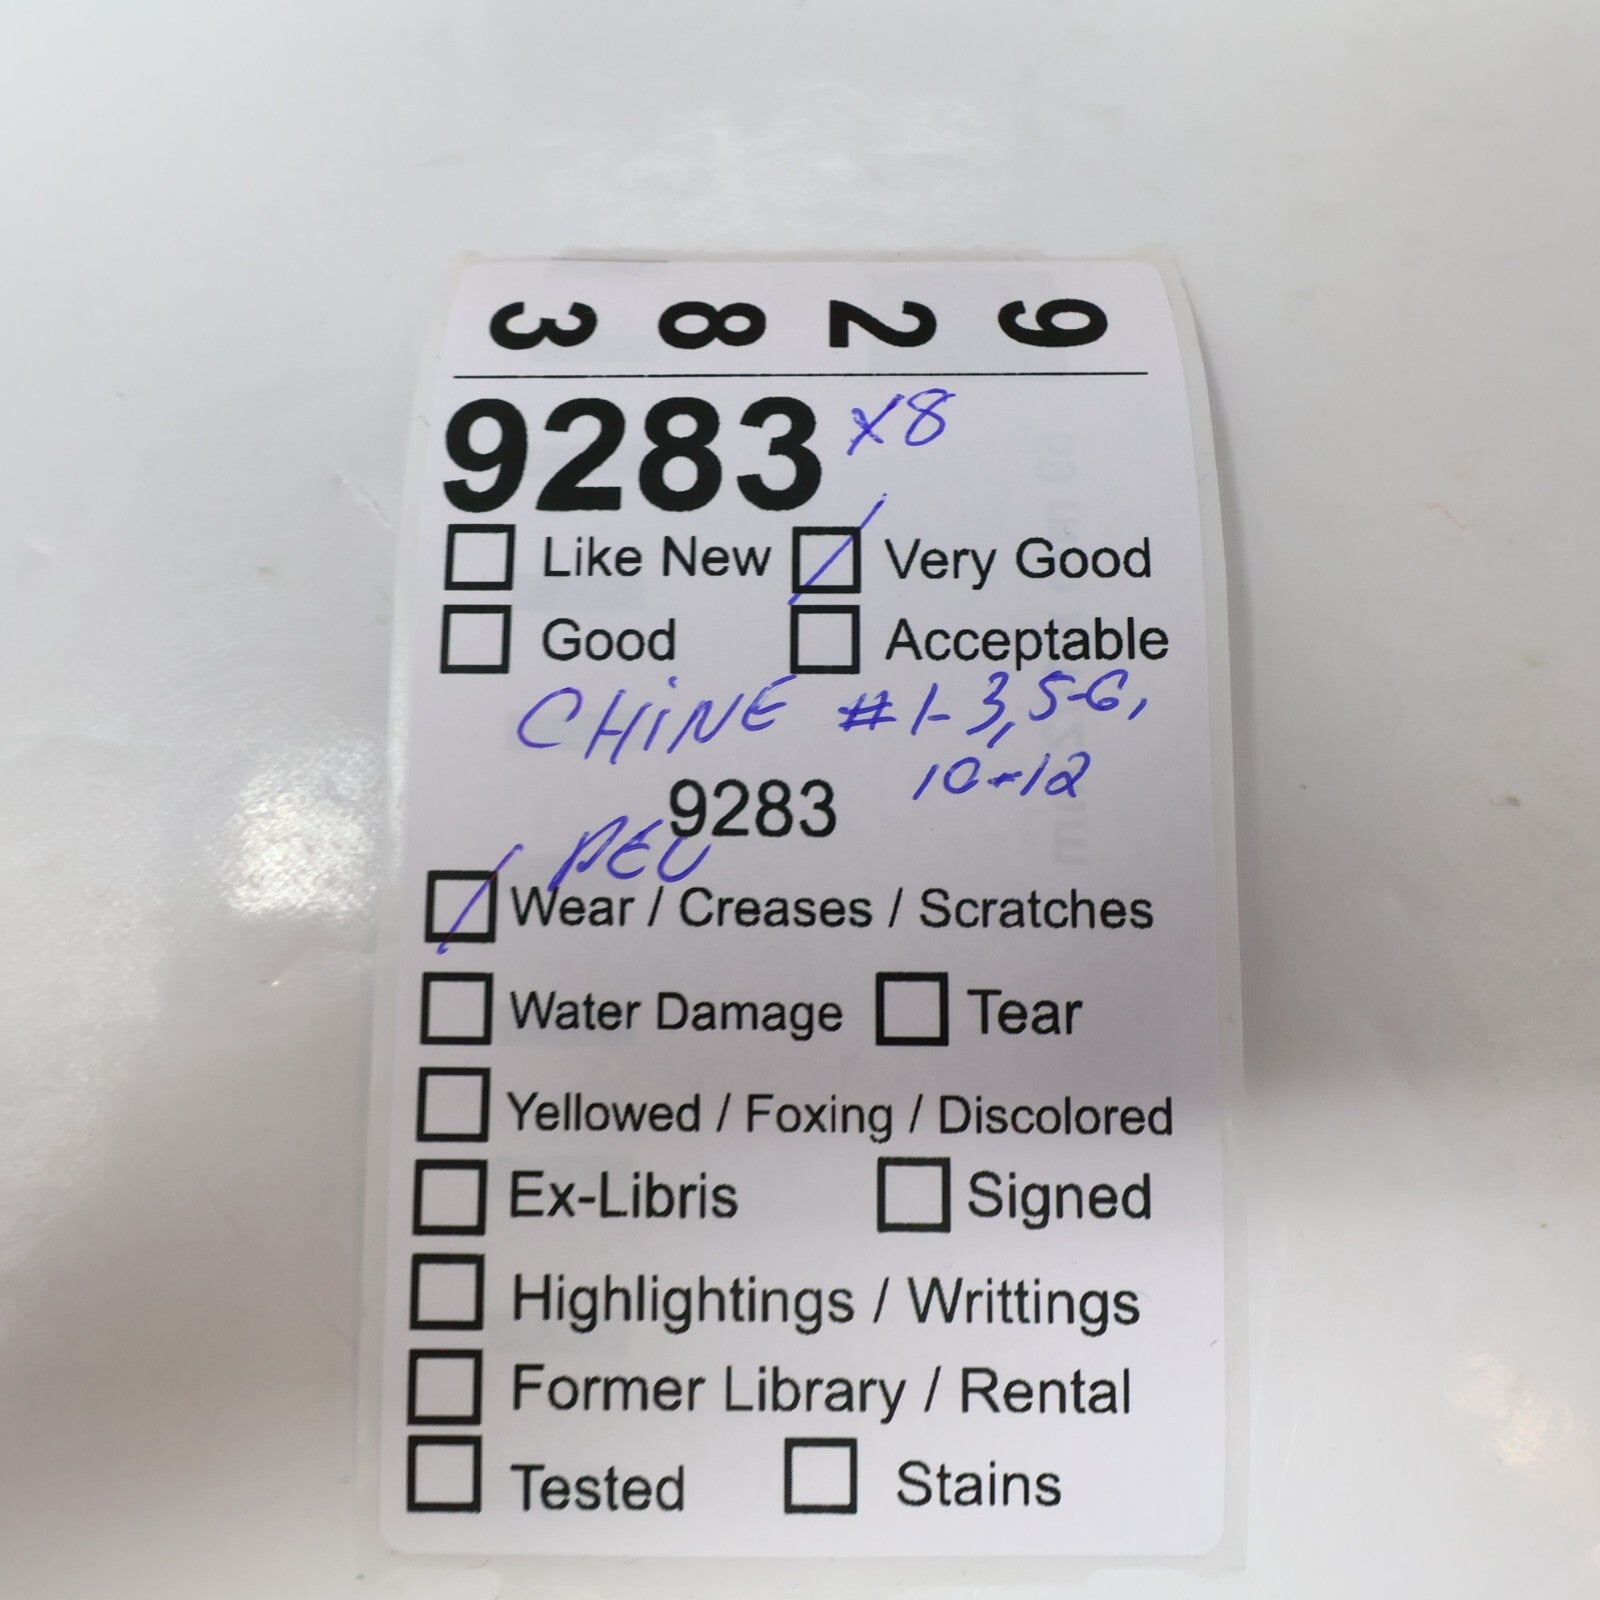 9 2 8 3
9283 x8
Like New Very Good
Good Acceptable
CHINE #1-3, 5-6,
10-12
9283
PEU
Wear / Creases / Scratches
Water Damage Tear
Yellowed / Foxing / Discolored
Ex-Libris Signed
Highlightings / Writtings
Former Library / Rental
Tested Stains